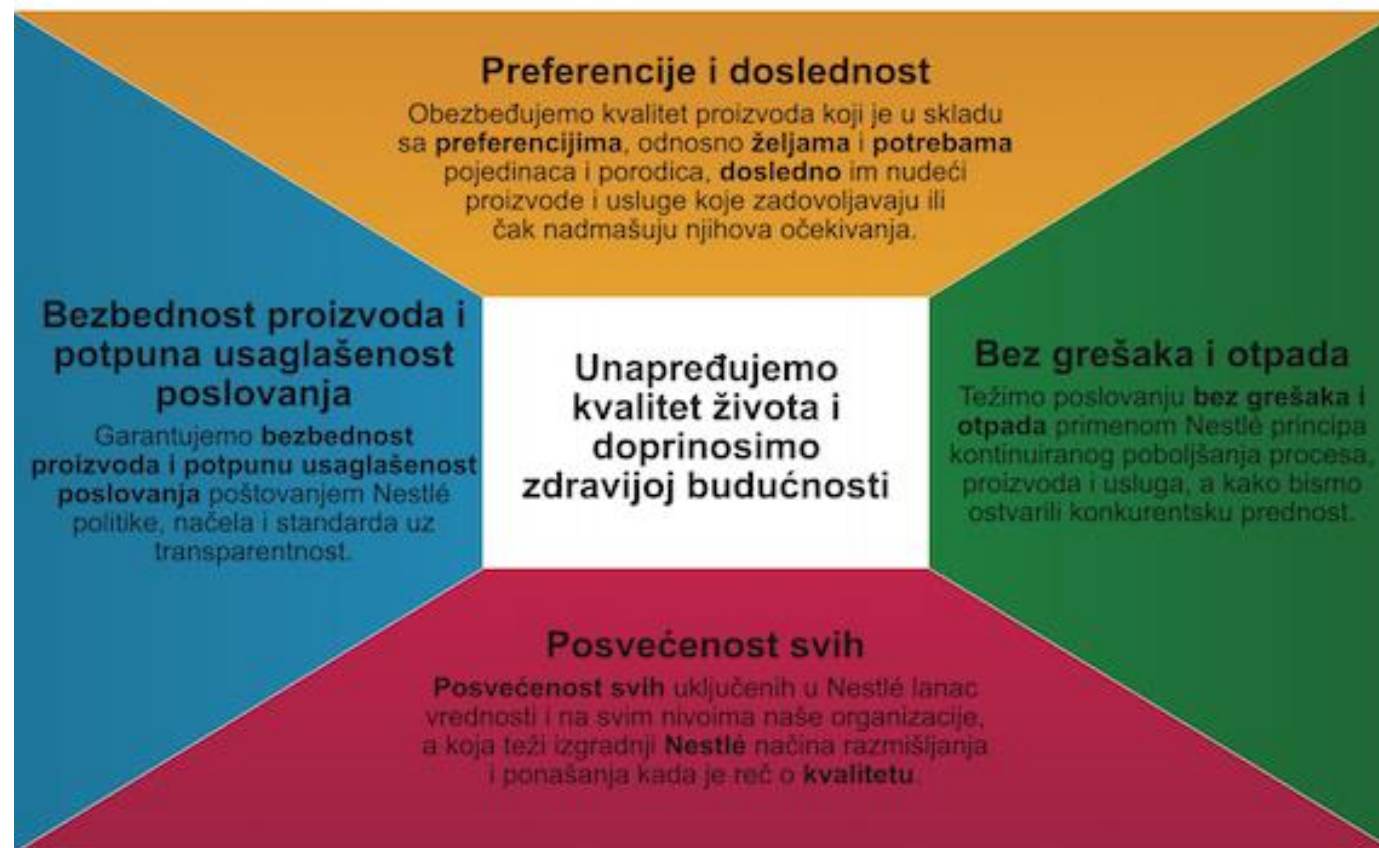 Preferencije i doslednost
Obezbeđujemo kvalitet proizvoda koji je u skladu
sa preferencijima, odnosno željama i potrebama
pojedinaca i porodica, dosledno im nudeći
proizvode i usluge koje zadovoljavaju ili
čak nadmašuju njihova očekivanja.
Bezbednost proizvoda i
potpuna usaglašenost
poslovanja
Garantujemo bezbednost
proizvoda i potpunu usaglašenost
poslovanja poštovanjem Nestlé
politike, načela i standarda uz
transparentnost.
Unapređujemo
kvalitet života i
doprinosimo
zdravijoj budućnosti
Bez grešaka i otpada
Težimo poslovanju bez grešaka i
otpada primenom Nestlé principa
kontinuiranog poboljšanja procesa,
proizvoda i usluga, a kako bismo
ostvarili konkurentsku prednost.
Posvećenost svih
Posvećenost svih uključenih u Nestlé lanac
vrednosti i na svim nivoima naše organizacije,
a koja teži izgradnji Nestlé načina razmišljanja
i ponašanja kada je reč o kvalitetu.